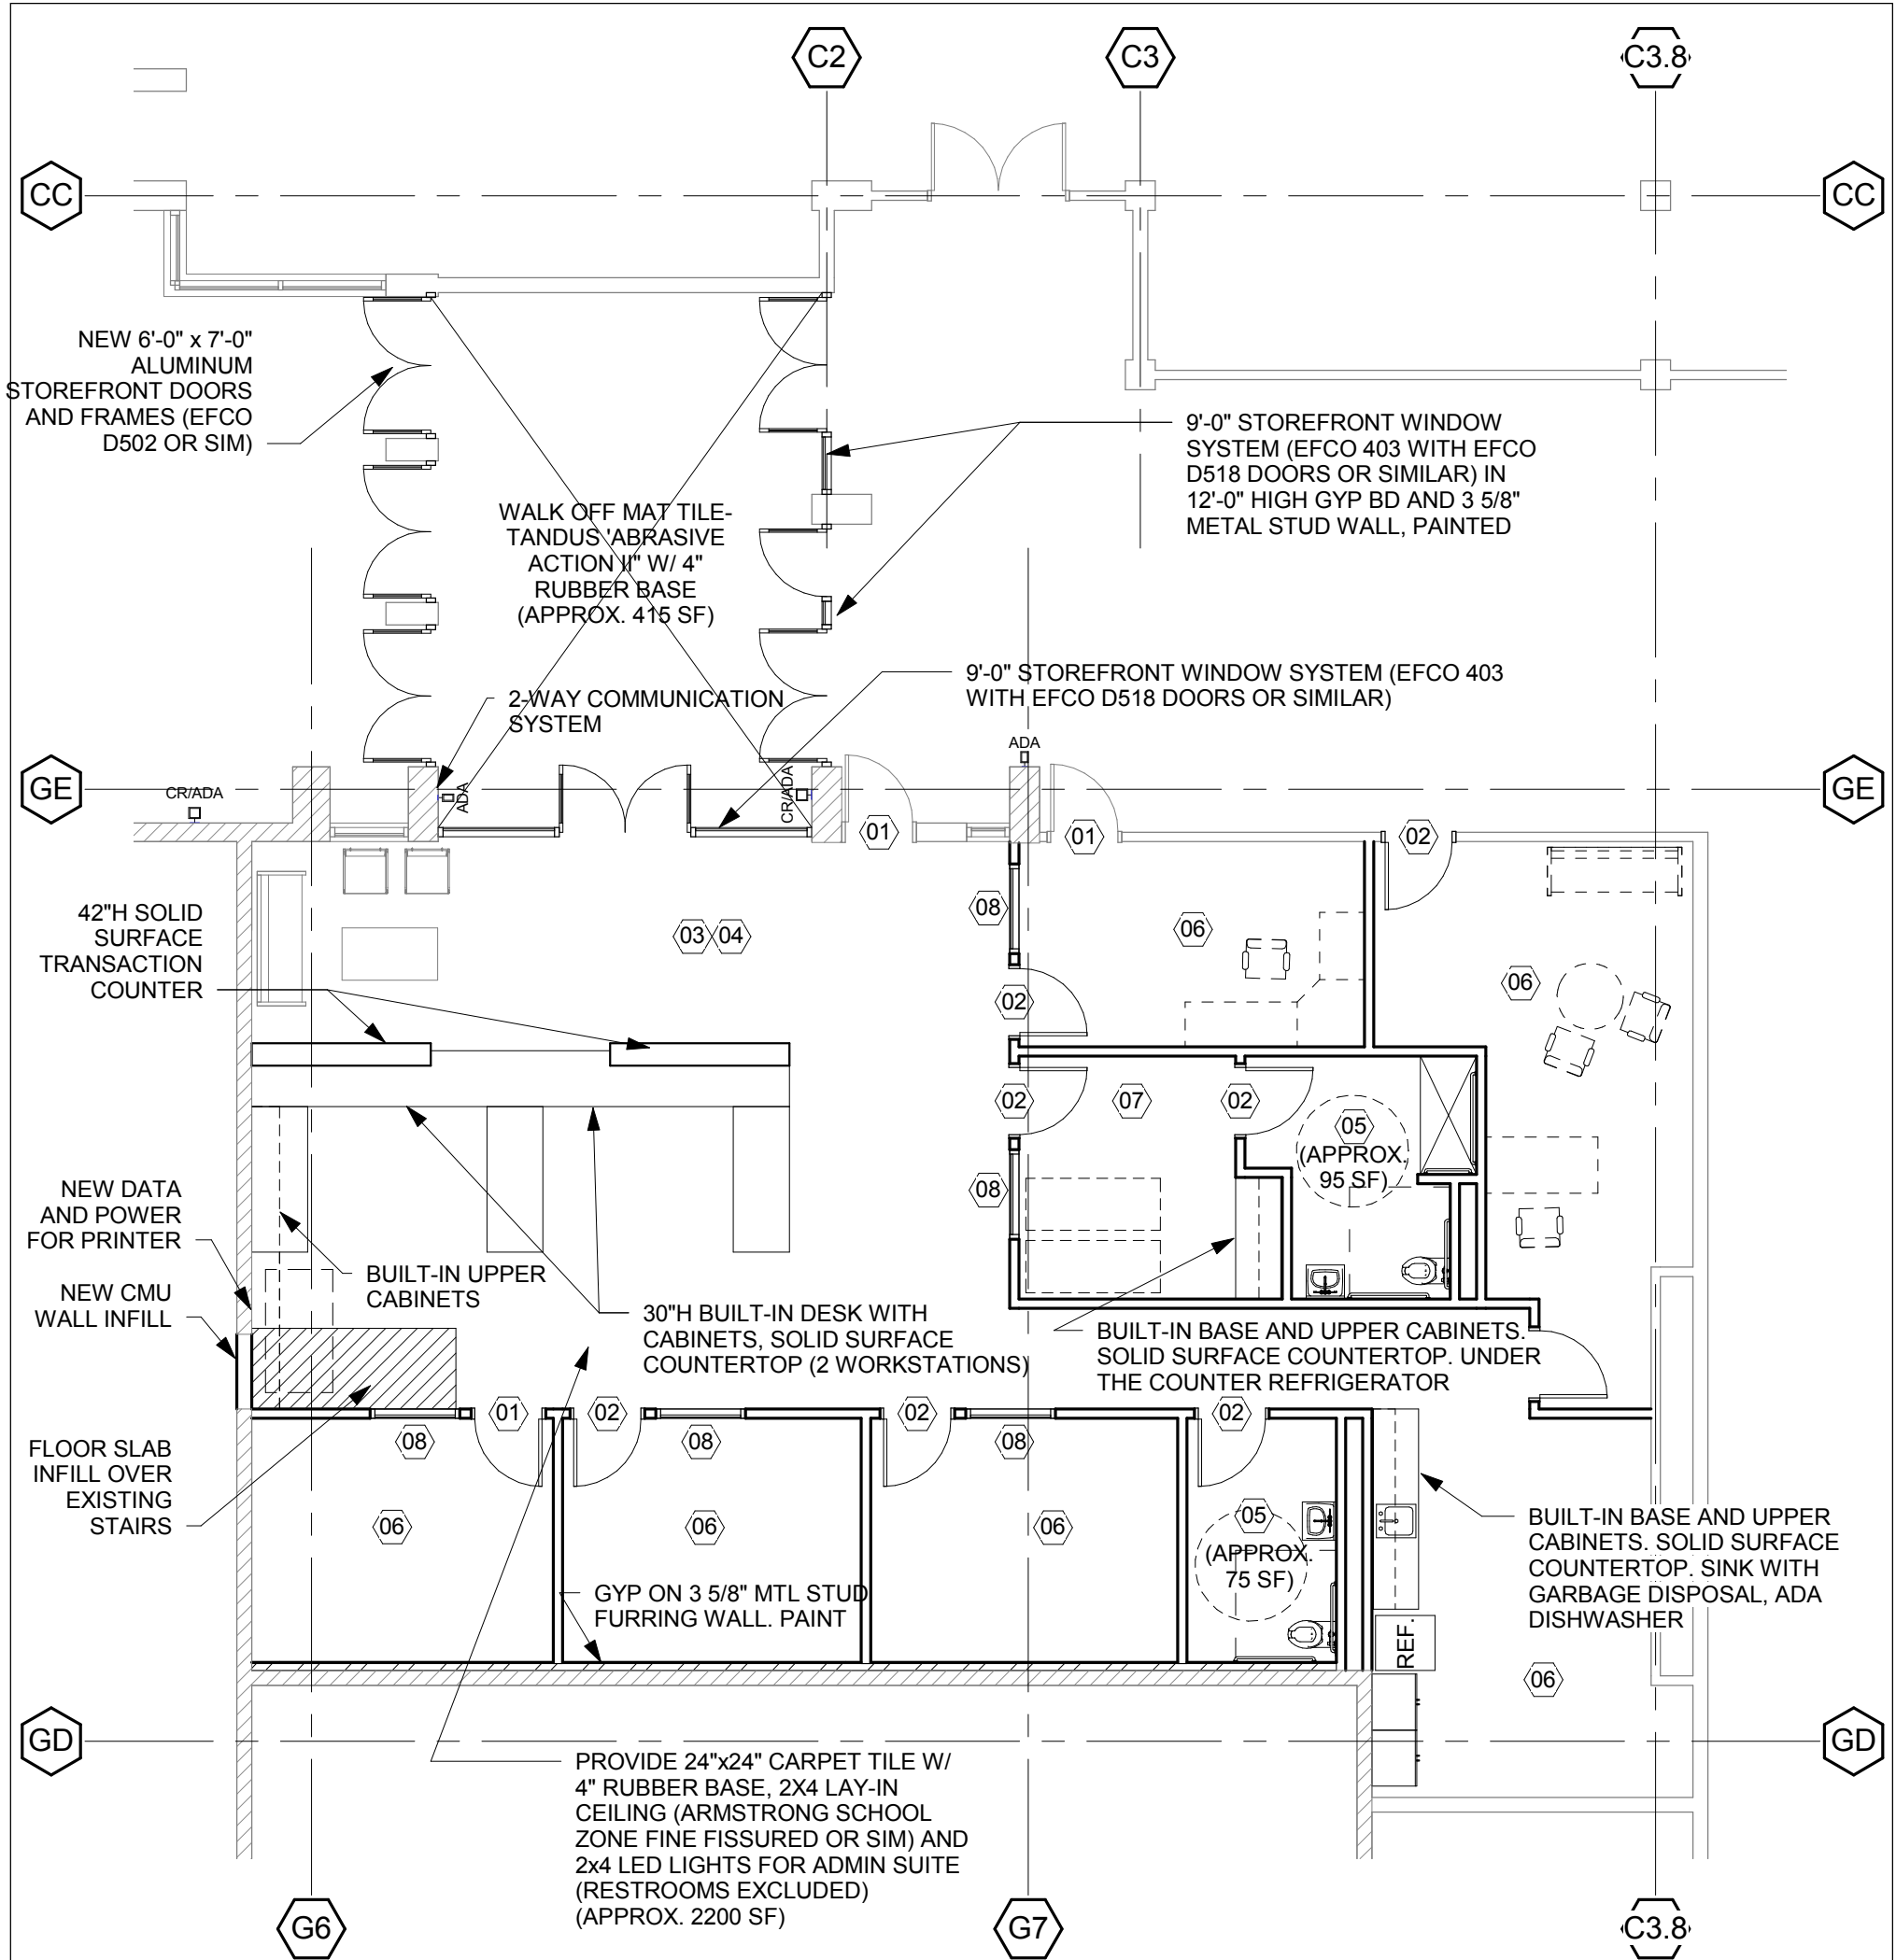 C2
C3
C3.8
CC
CC
NEW 6'-0" x 7'-0"
ALUMINUM
STOREFRONT DOORS
AND FRAMES (EFCO
D502 OR SIM)
9'-0" STOREFRONT WINDOW
SYSTEM (EFCO 403 WITH EFCO
D518 DOORS OR SIMILAR) IN
12'-0" HIGH GYP BD AND 3 5/8"
METAL STUD WALL, PAINTED
WALK OFF MAT TILE-
TANDUS 'ABRASIVE
ACTION II" W/ 4"
RUBBER BASE
(APPROX. 415 SF)
9'-0" STOREFRONT WINDOW SYSTEM (EFCO 403
WITH EFCO D518 DOORS OR SIMILAR)
2-WAY COMMUNICATION
SYSTEM
ADA
GE
CR/ADA
ADA
CR/ADA
GE
01
01
02
42"H SOLID
SURFACE
TRANSACTION
COUNTER
08
03
04
06
06
02
02
07
02
05
(APPROX.
95 SF)
08
NEW DATA
AND POWER
FOR PRINTER
BUILT-IN UPPER
CABINETS
NEW CMU
WALL INFILL
30"H BUILT-IN DESK WITH
CABINETS, SOLID SURFACE
COUNTERTOP (2 WORKSTATIONS)
BUILT-IN BASE AND UPPER CABINETS.
SOLID SURFACE COUNTERTOP. UNDER
THE COUNTER REFRIGERATOR
01
02
02
02
08
08
08
FLOOR SLAB
INFILL OVER
EXISTING
STAIRS
06
06
06
05
(APPROX.
75 SF)
BUILT-IN BASE AND UPPER
CABINETS. SOLID SURFACE
COUNTERTOP. SINK WITH
GARBAGE DISPOSAL, ADA
DISHWASHER
GYP ON 3 5/8" MTL STUD
FURRING WALL. PAINT
REF.
06
GD
GD
PROVIDE 24"x24" CARPET TILE W/
4" RUBBER BASE, 2X4 LAY-IN
CEILING (ARMSTRONG SCHOOL
ZONE FINE FISSURED OR SIM) AND
2x4 LED LIGHTS FOR ADMIN SUITE
(RESTROOMS EXCLUDED)
(APPROX. 2200 SF)
G6
G7
C3.8